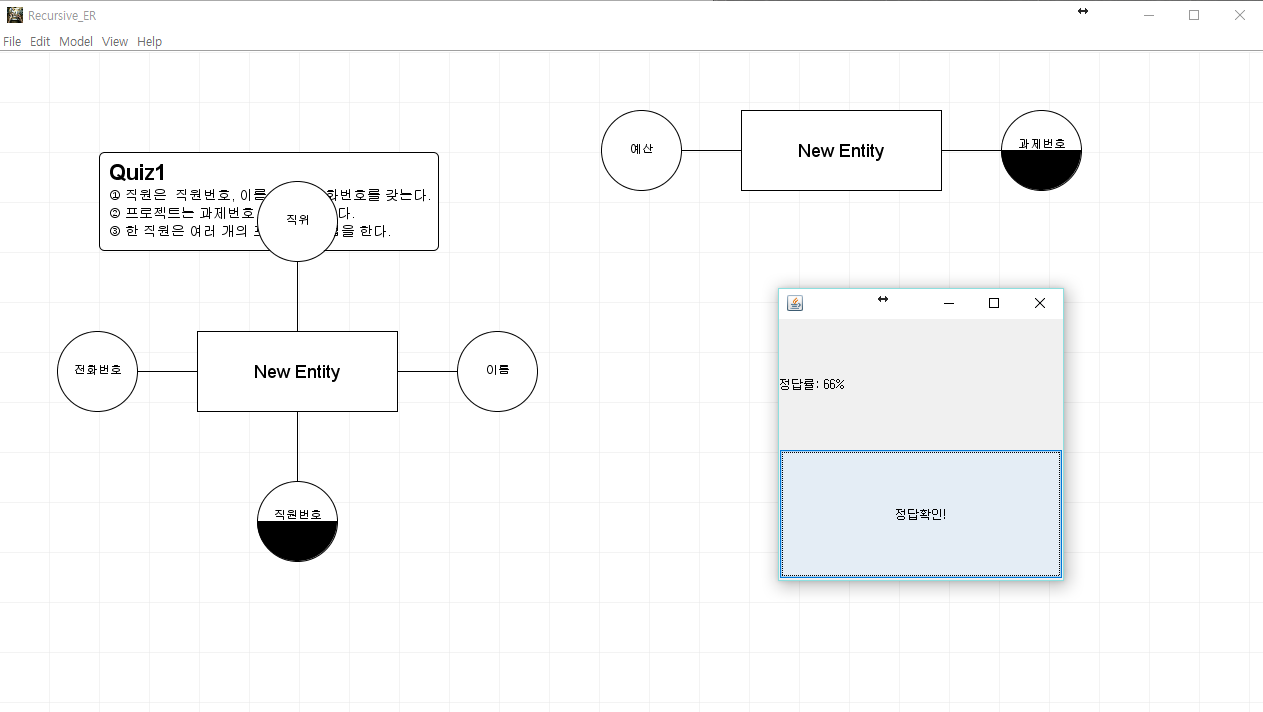 Recursive_ER
File Edit Model View Help
Quiz1
① 직원은 직원번호, 이름 화번호를 갖는다.
② 프로젝트는 과제번호 다.
③ 한 직원은 여러 개의 을 한다.
직위
전화번호
New Entity
이름
직원번호
예산
New Entity
과제번호
정답률: 66%
정답확인!